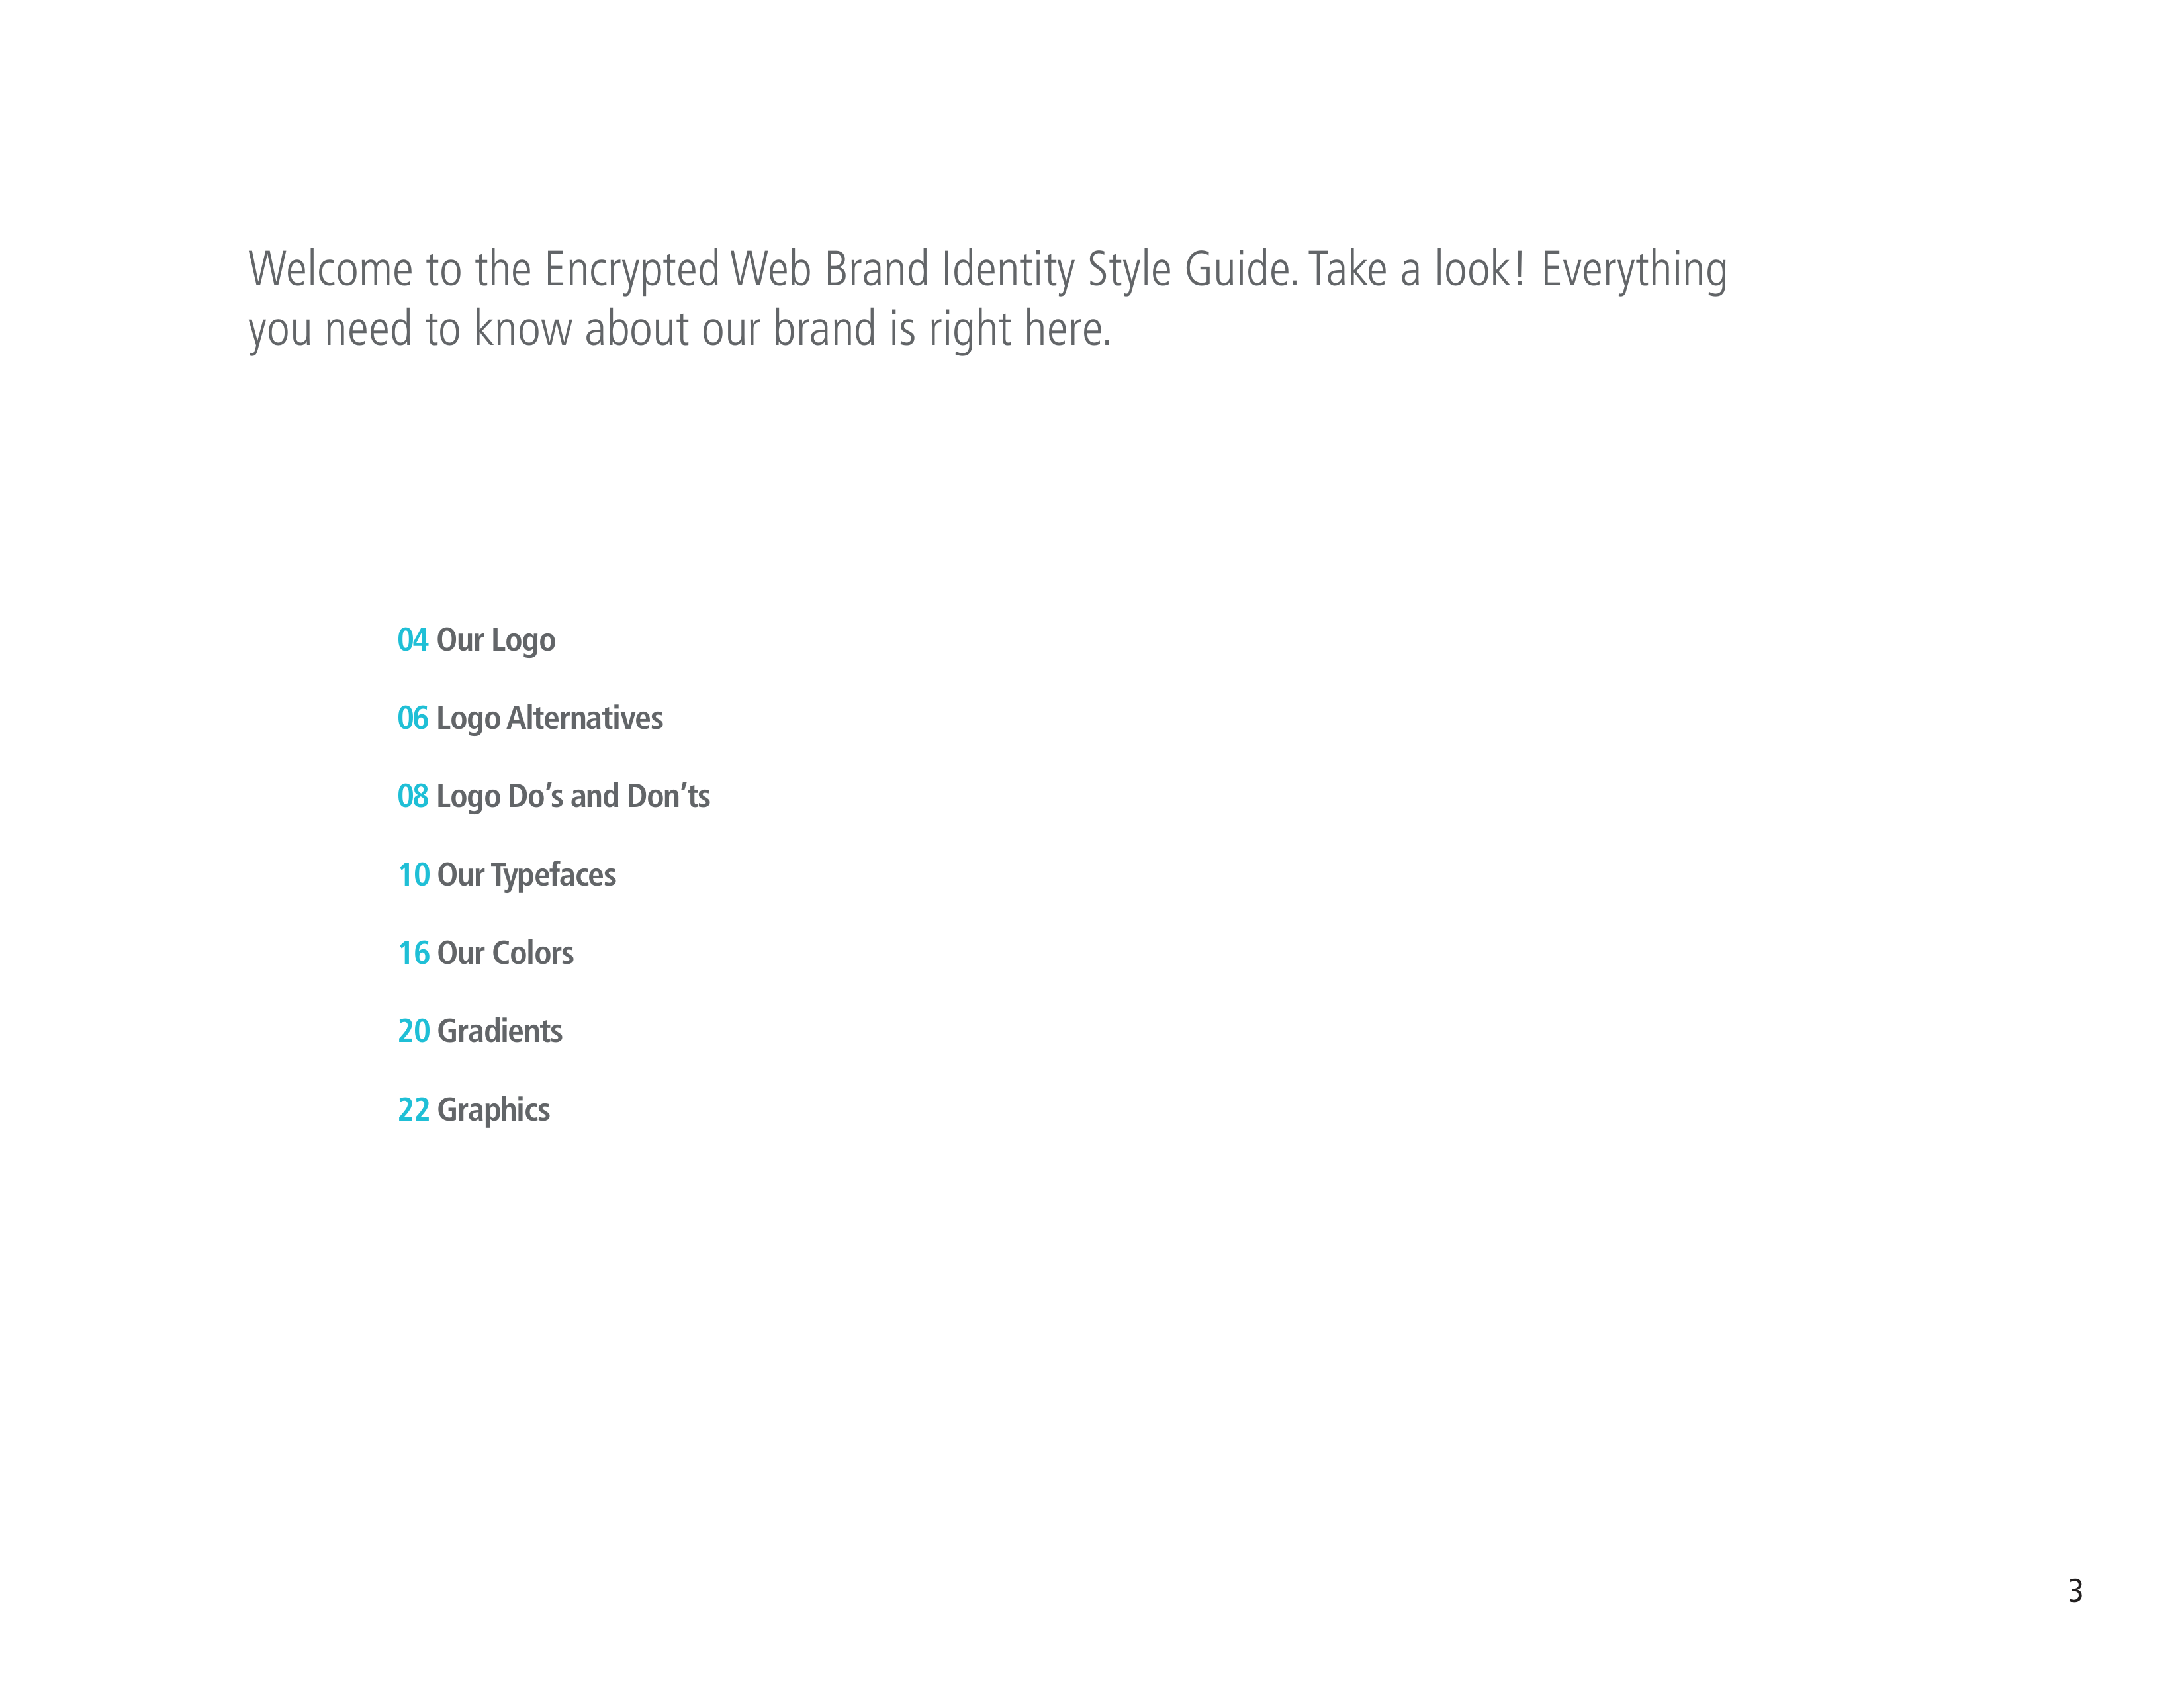 Welcome to the Encrypted Web Brand Identity Style Guide. Take a look! Everything
you need to know about our brand is right here.
04 Our Logo
06 Logo Alternatives
08 Logo Do’s and Don’ts
10 Our Typefaces
16 Our Colors
20 Gradients
22 Graphics
3